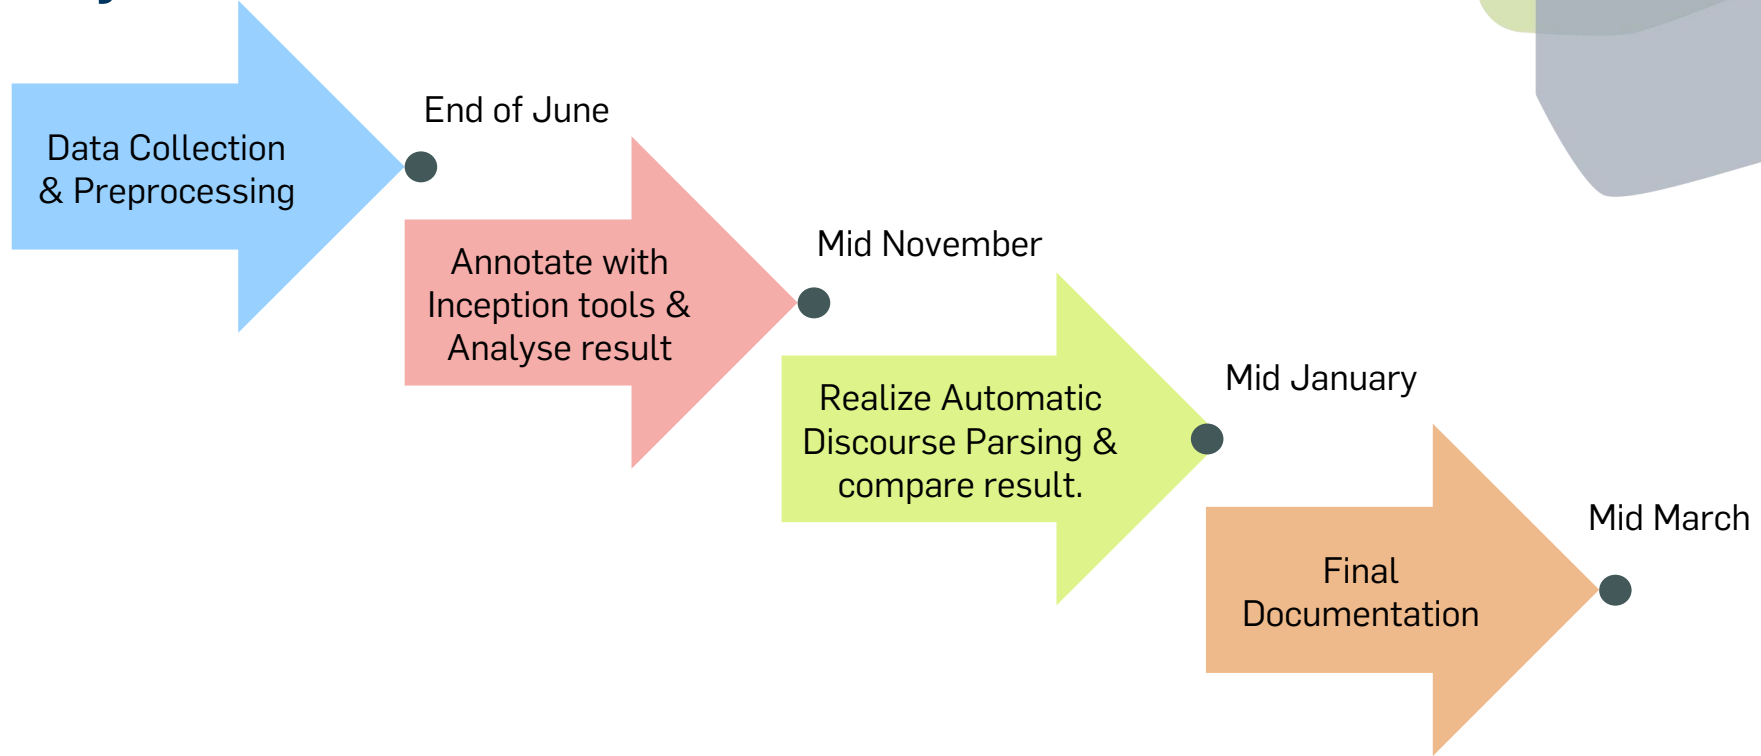 Data Collection
& Preprocessing
End of June
Annotate with
Inception tools &
Analyse result
Mid November
Realize Automatic
Discourse Parsing &
compare result.
Mid January
Final
Documentation
Mid March